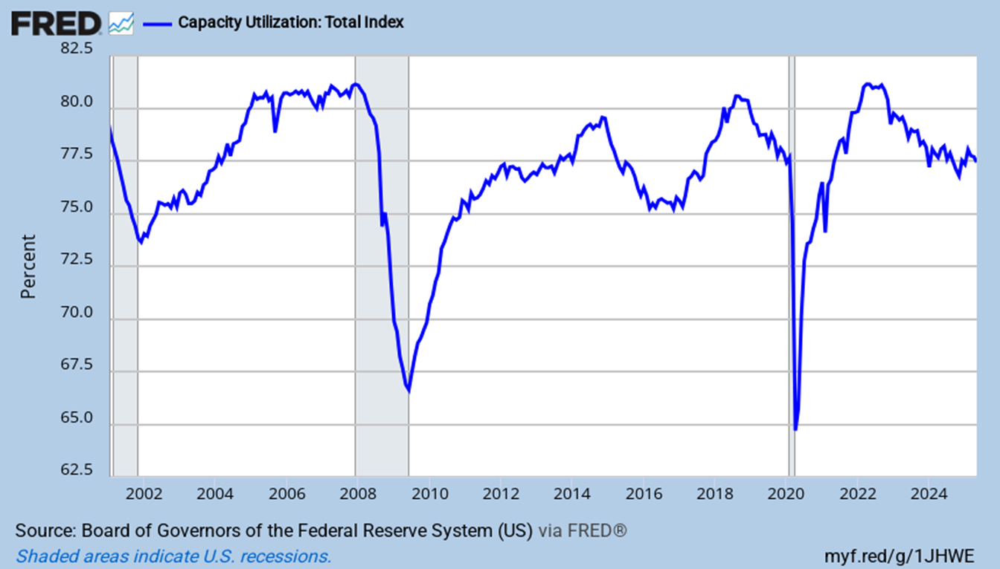 FRED Capacity Utilization: Total Index
82.5
80.0
77.5
75.0
72.5
70.0
67.5
65.0
62.5
Percent
2002 2004 2006 2008 2010 2012 2014 2016 2018 2020 2022 2024
Source: Board of Governors of the Federal Reserve System (US) via FRED®
Shaded areas indicate U.S. recessions.
myf.red/g/1JHWE